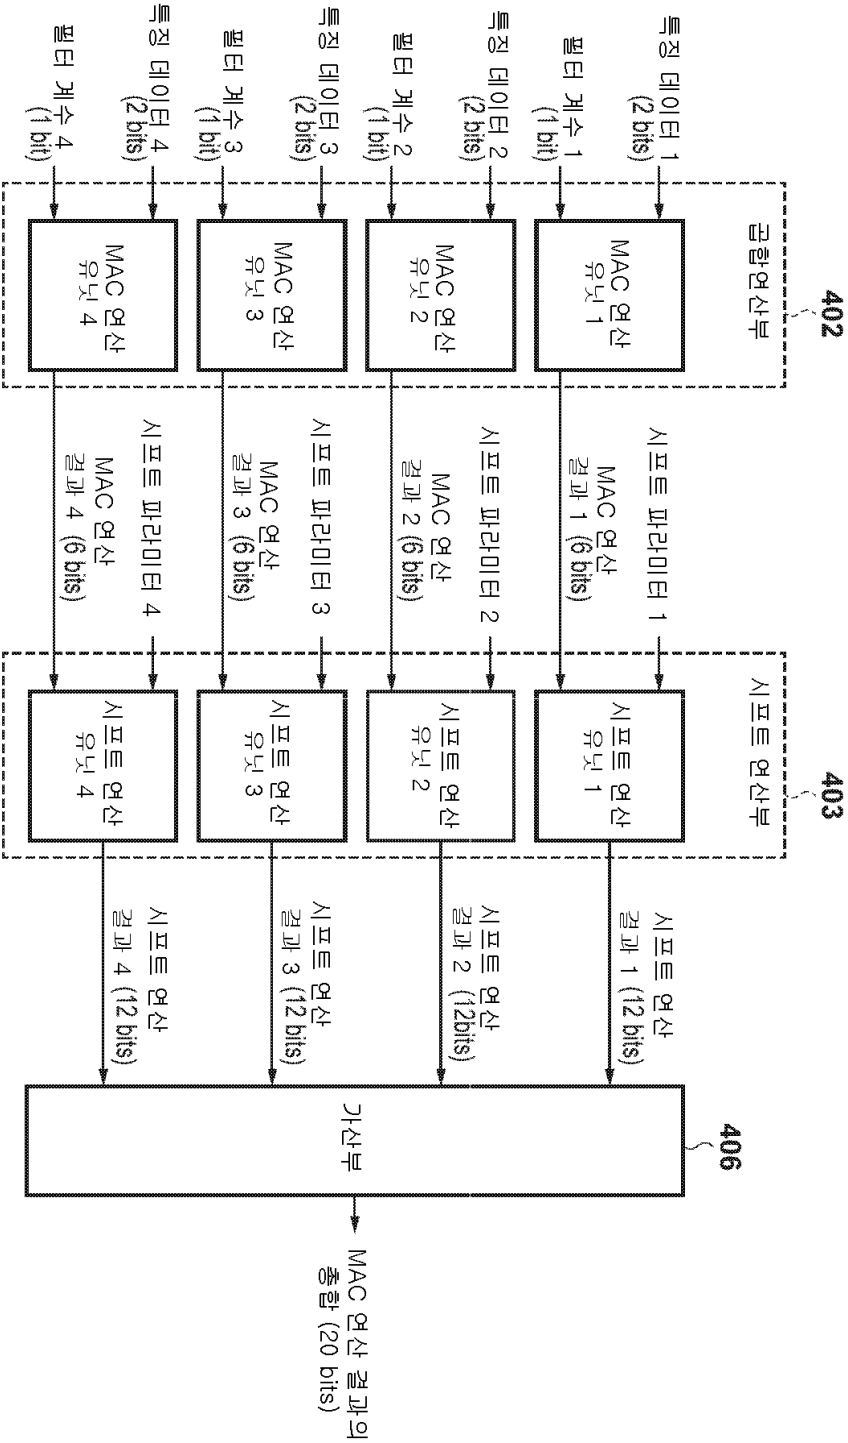 402
곱합연산부
403
시프트 연산부
406
특징 데이터 1
(2 bits)
필터 계수 1
(1 bit)
MAC 연산
유닛 1
시프트 파라미터 1
MAC 연산
결과 1 (6 bits)
시프트 연산
유닛 1
시프트 연산
결과 1 (12 bits)
특징 데이터 2
(2 bits)
필터 계수 2
(1 bit)
MAC 연산
유닛 2
시프트 파라미터 2
MAC 연산
결과 2 (6 bits)
시프트 연산
유닛 2
시프트 연산
결과 2 (12bits)
특징 데이터 3
(2 bits)
필터 계수 3
(1 bit)
MAC 연산
유닛 3
시프트 파라미터 3
MAC 연산
결과 3 (6 bits)
시프트 연산
유닛 3
시프트 연산
결과 3 (12 bits)
특징 데이터 4
(2 bits)
필터 계수 4
(1 bit)
MAC 연산
유닛 4
시프트 파라미터 4
MAC 연산
결과 4 (6 bits)
시프트 연산
유닛 4
시프트 연산
결과 4 (12 bits)
가산부
MAC 연산 결과의
총합 (20 bits)